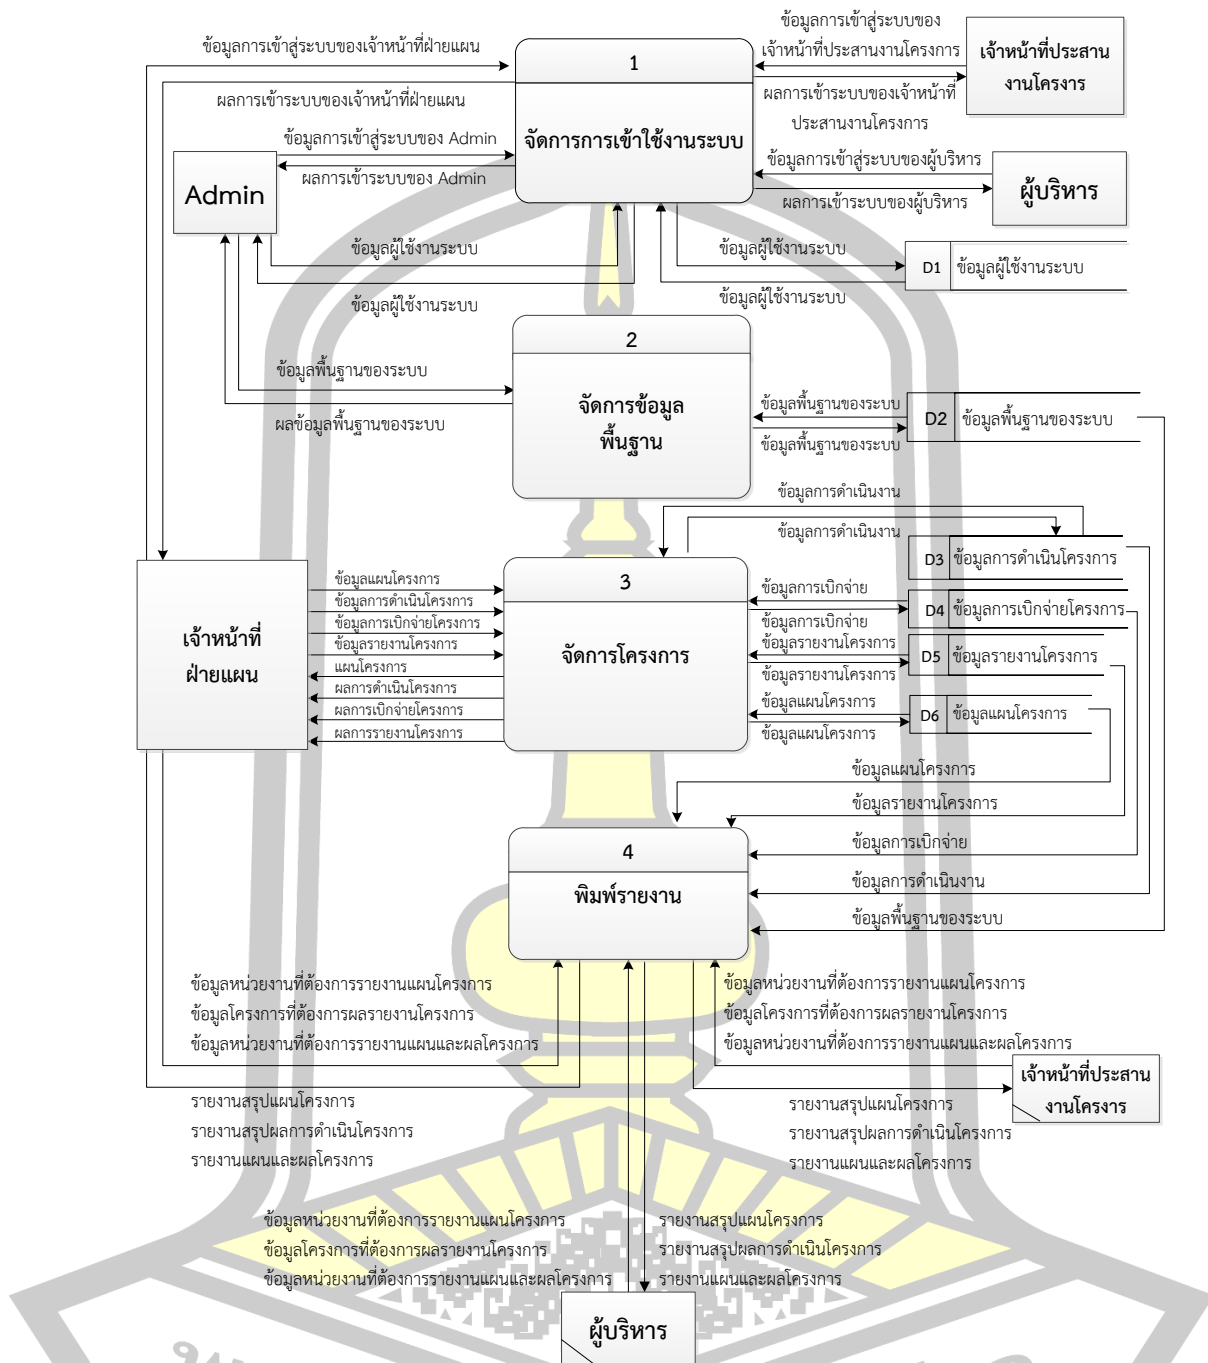 ข้อมูลการเข้าสู่ระบบของ
เจ้าหน้าที่ประสานงานโครงการ
ข้อมูลการเข้าสู่ระบบของเจ้าหน้าที่ฝ่ายแผน
1
เจ้าหน้าที่ประสาน
งานโครงาร
ผลการเข้าระบบของเจ้าหน้าที่ฝ่ายแผน
ผลการเข้าระบบของเจ้าหน้าที่
ประสานงานโครงการ
ข้อมูลการเข้าสู่ระบบของ Admin
จัดการการเข้าใช้งานระบบ
ข้อมูลการเข้าสู่ระบบของผู้บริหาร
Admin
ผลการเข้าระบบของ Admin
ผลการเข้าระบบของผู้บริหาร
ผู้บริหาร
ข้อมูลผู้ใช้งานระบบ
ข้อมูลผู้ใช้งานระบบ
D1
ข้อมูลผู้ใช้งานระบบ
ข้อมูลผู้ใช้งานระบบ
ข้อมูลผู้ใช้งานระบบ
2
ข้อมูลพื้นฐานของระบบ
จัดการข้อมูล
พื้นฐาน
ข้อมูลพื้นฐานของระบบ
D2
ข้อมูลพื้นฐานของระบบ
ผลข้อมูลพื้นฐานของระบบ
ข้อมูลพื้นฐานของระบบ
ข้อมูลการดำเนินงาน
ข้อมูลการดำเนินงาน
D3
ข้อมูลการดำเนินโครงการ
เจ้าหน้าที่
ฝ่ายแผน
ข้อมูลแผนโครงการ
ข้อมูลการดำเนินโครงการ
ข้อมูลการเบิกจ่ายโครงการ
ข้อมูลรายงานโครงการ
แผนโครงการ
ผลการดำเนินโครงการ
ผลการเบิกจ่ายโครงการ
ผลการรายงานโครงการ
3
จัดการโครงการ
ข้อมูลการเบิกจ่าย
D4
ข้อมูลการเบิกจ่ายโครงการ
ข้อมูลการเบิกจ่าย
ข้อมูลรายงานโครงการ
D5
ข้อมูลรายงานโครงการ
ข้อมูลรายงานโครงการ
ข้อมูลแผนโครงการ
D6
ข้อมูลแผนโครงการ
ข้อมูลแผนโครงการ
ข้อมูลแผนโครงการ
ข้อมูลรายงานโครงการ
4
พิมพ์รายงาน
ข้อมูลการเบิกจ่าย
ข้อมูลการดำเนินงาน
ข้อมูลพื้นฐานของระบบ
ข้อมูลหน่วยงานที่ต้องการรายงานแผนโครงการ
ข้อมูลโครงการที่ต้องการผลรายงานโครงการ
ข้อมูลหน่วยงานที่ต้องการรายงานแผนและผลโครงการ
ข้อมูลหน่วยงานที่ต้องการรายงานแผนโครงการ
ข้อมูลโครงการที่ต้องการผลรายงานโครงการ
ข้อมูลหน่วยงานที่ต้องการรายงานแผนและผลโครงการ
เจ้าหน้าที่ประสาน
งานโครงาร
รายงานสรุปแผนโครงการ
รายงานสรุปผลการดำเนินโครงการ
รายงานแผนและผลโครงการ
รายงานสรุปแผนโครงการ
รายงานสรุปผลการดำเนินโครงการ
รายงานแผนและผลโครงการ
ข้อมูลหน่วยงานที่ต้องการรายงานแผนโครงการ
ข้อมูลโครงการที่ต้องการผลรายงานโครงการ
ข้อมูลหน่วยงานที่ต้องการรายงานแผนและผลโครงการ
รายงานสรุปแผนโครงการ
รายงานสรุปผลการดำเนินโครงการ
รายงานแผนและผลโครงการ
ผู้บริหาร